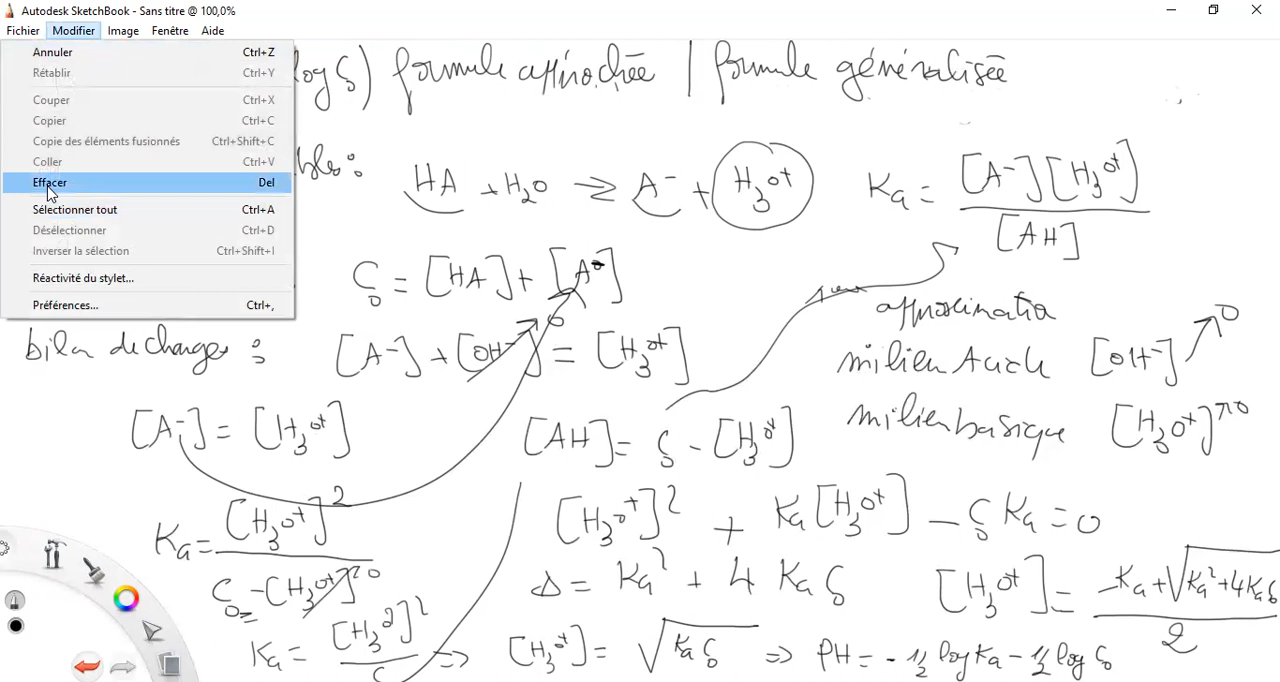 Autodesk SketchBook - Sans titre @ 100,0%
Fichier Modifier Image Fenêtre Aide
Annuler Ctrl+Z
Rétablir Ctrl+Y
Couper Ctrl+X
Copier Ctrl+C
Copie des éléments fusionnés Ctrl+Shift+C
Coller Ctrl+V
Effacer Del
Sélectionner tout Ctrl+A
Désélectionner Ctrl+D
Inverser la sélection Ctrl+Shift+I
Réactivité du stylet...
Préférences... Ctrl+,
log C₀) formule approchée | formule généralisée
HA + H₂O ⇌ A⁻ + H₃O⁺ Ka = [A⁻][H₃O⁺] / [AH]
C₀ = [HA] + [A⁻]
approximation
bilan de charges : [A⁻] + [OH⁻] → 0 = [H₃O⁺]
milieu Acide [OH⁻] → 0
milieu basique [H₃O⁺] → 0
[A⁻] = [H₃O⁺] [AH] = C₀ - [H₃O⁺]
Ka = [H₃O⁺]² / C₀ - [H₃O⁺] → 0
[H₃O⁺]² + Ka[H₃O⁺] - C₀ Ka = 0
Δ = Ka² + 4 Ka C₀ [H₃O⁺] = -Ka + √Ka² + 4KaC₀ / 2
Ka = [H₃O⁺]² / C₀ => [H₃O⁺] = √Ka C₀ => PH = - 1/2 log Ka - 1/2 log C₀